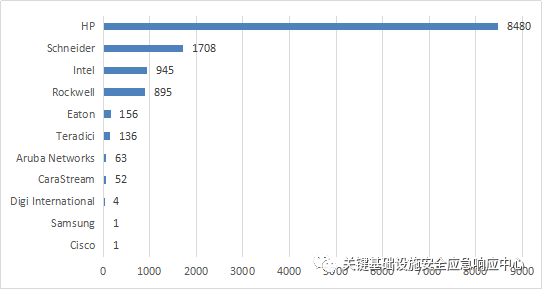 HP 8480
Schneider 1708
Intel 945
Rockwell 895
Eaton 156
Teradici 136
Aruba Networks 63
CaraStream 52
Digi International 4
Samsung 1
Cisco 1
0 1000 2000 3000 4000 5000 6000 7000 8000 9000
关键基础设施安全应急响应中心